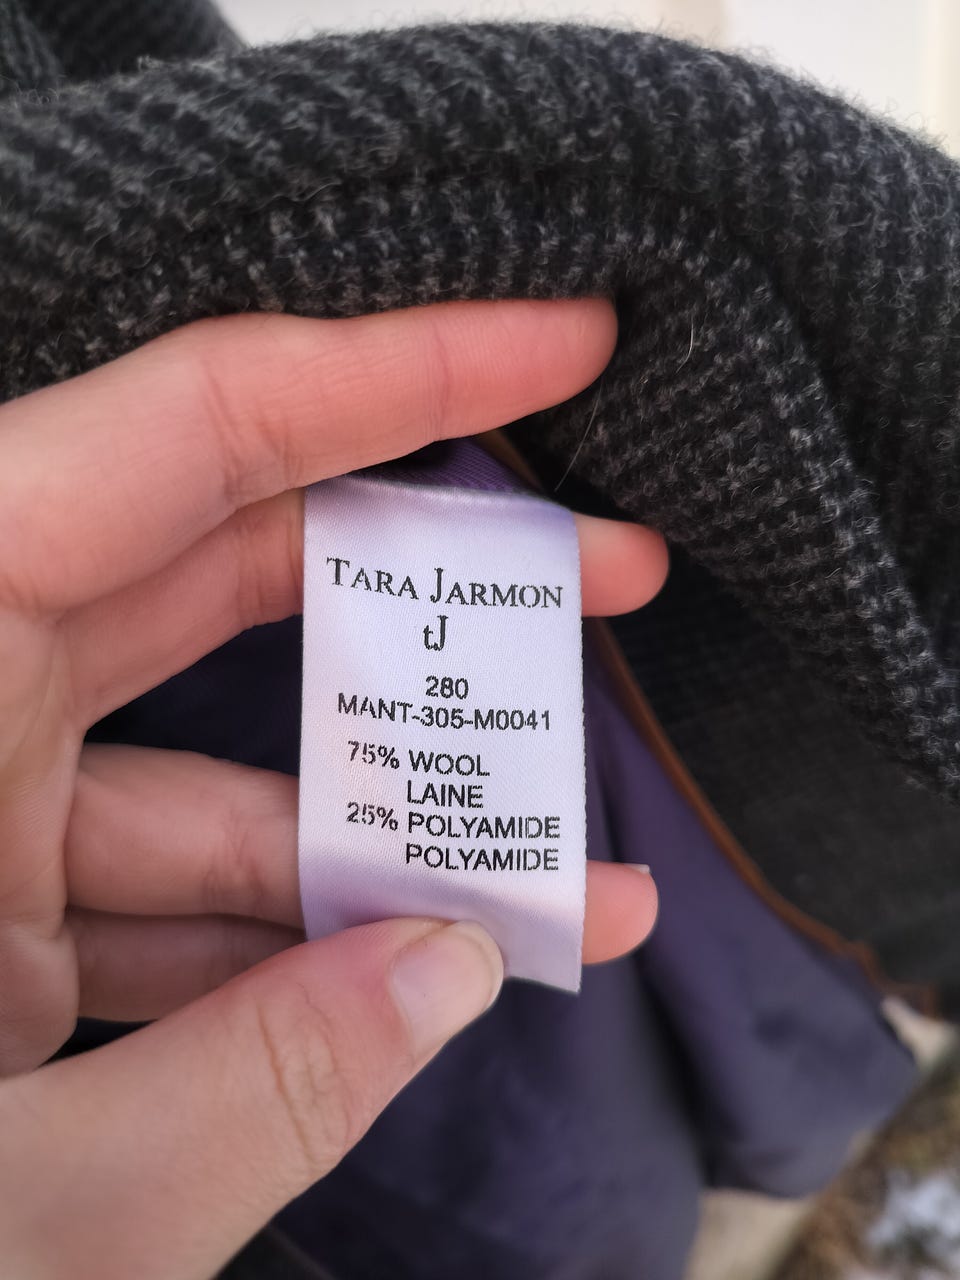 TARA JARMON
tJ
280
MANT-305-M0041
75% WOOL
LAINE
25% POLYAMIDE
POLYAMIDE